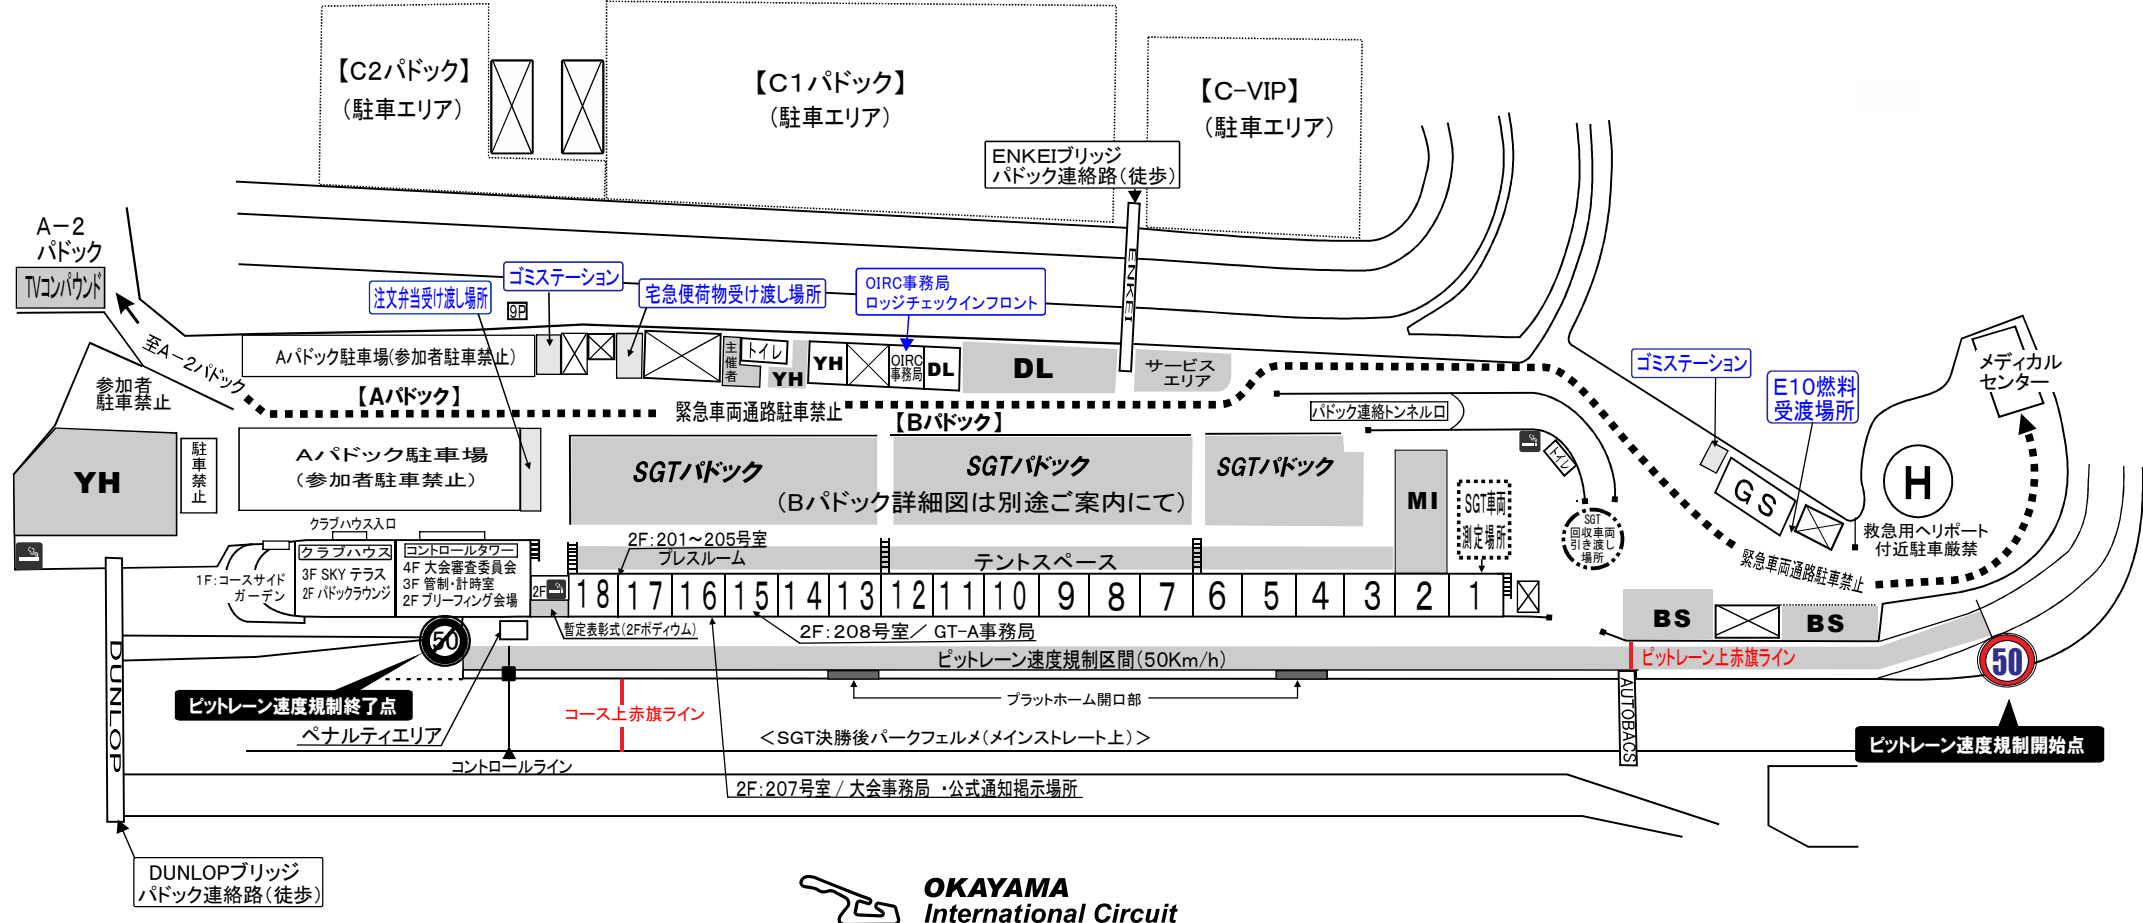 【C2パドック】
(駐車エリア)
【C1パドック】
(駐車エリア)
【C-VIP】
(駐車エリア)
ENKEIブリッジ
パドック連絡路(徒歩)
ENKEI
A-2
パドック
TVコンパウンド
至A-2パドック
注文弁当受け渡し場所
ゴミステーション
9P
宅急便荷物受け渡し場所
OIRC事務局
ロッジチェックインフロント
Aパドック駐車場(参加者駐車禁止)
主催者
トイレ
YH
YH
OIRC
事務局
DL
DL
サービス
エリア
【Aパドック】
緊急車両通路駐車禁止
【Bパドック】
パドック連絡トンネル口
トイレ
ゴミステーション
E10燃料
受渡場所
メディカル
センター
参加者
駐車禁止
YH
駐車禁止
Aパドック駐車場
(参加者駐車禁止)
SGTパドック
SGTパドック
SGTパドック
(Bパドック詳細図は別途ご案内にて)
MI
SGT車両
測定場所
SGT
回収車両
引き渡し
場所
GS
H
救急用ヘリポート
付近駐車厳禁
緊急車両通路駐車禁止
クラブハウス入口
クラブハウス
3F SKY テラス
2F パドックラウンジ
コントロールタワー
4F 大会審査委員会
3F 管制・計時室
2F ブリーフィング会場
1F:コースサイド
ガーデン
2F
2F:201~205号室
プレスルーム
テントスペース
18 17 16 15 14 13 12 11 10 9 8 7 6 5 4 3 2 1
暫定表彰式(2Fポディウム)
2F:208号室/ GT-A事務局
BS
BS
50
ピットレーン速度規制区間(50Km/h)
ピットレーン上赤旗ライン
50
ピットレーン速度規制終了点
ペナルティエリア
コース上赤旗ライン
プラットホーム開口部
AUTOBACS
<SGT決勝後パークフェルメ(メインストレート上)>
ピットレーン速度規制開始点
コントロールライン
2F:207号室 / 大会事務局 ・公式通知掲示場所
DUNLOP
DUNLOPブリッジ
パドック連絡路(徒歩)
OKAYAMA
International Circuit